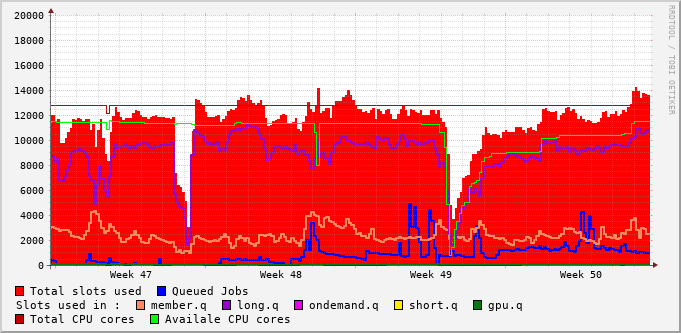 20000
18000
16000
14000
12000
10000
8000
6000
4000
2000
0
Week 47 Week 48 Week 49 Week 50
RRDTOOL / TOBI OETIKER
Total slots used Queued Jobs
Slots used in : member.q long.q ondemand.q short.q gpu.q
Total CPU cores Availale CPU cores